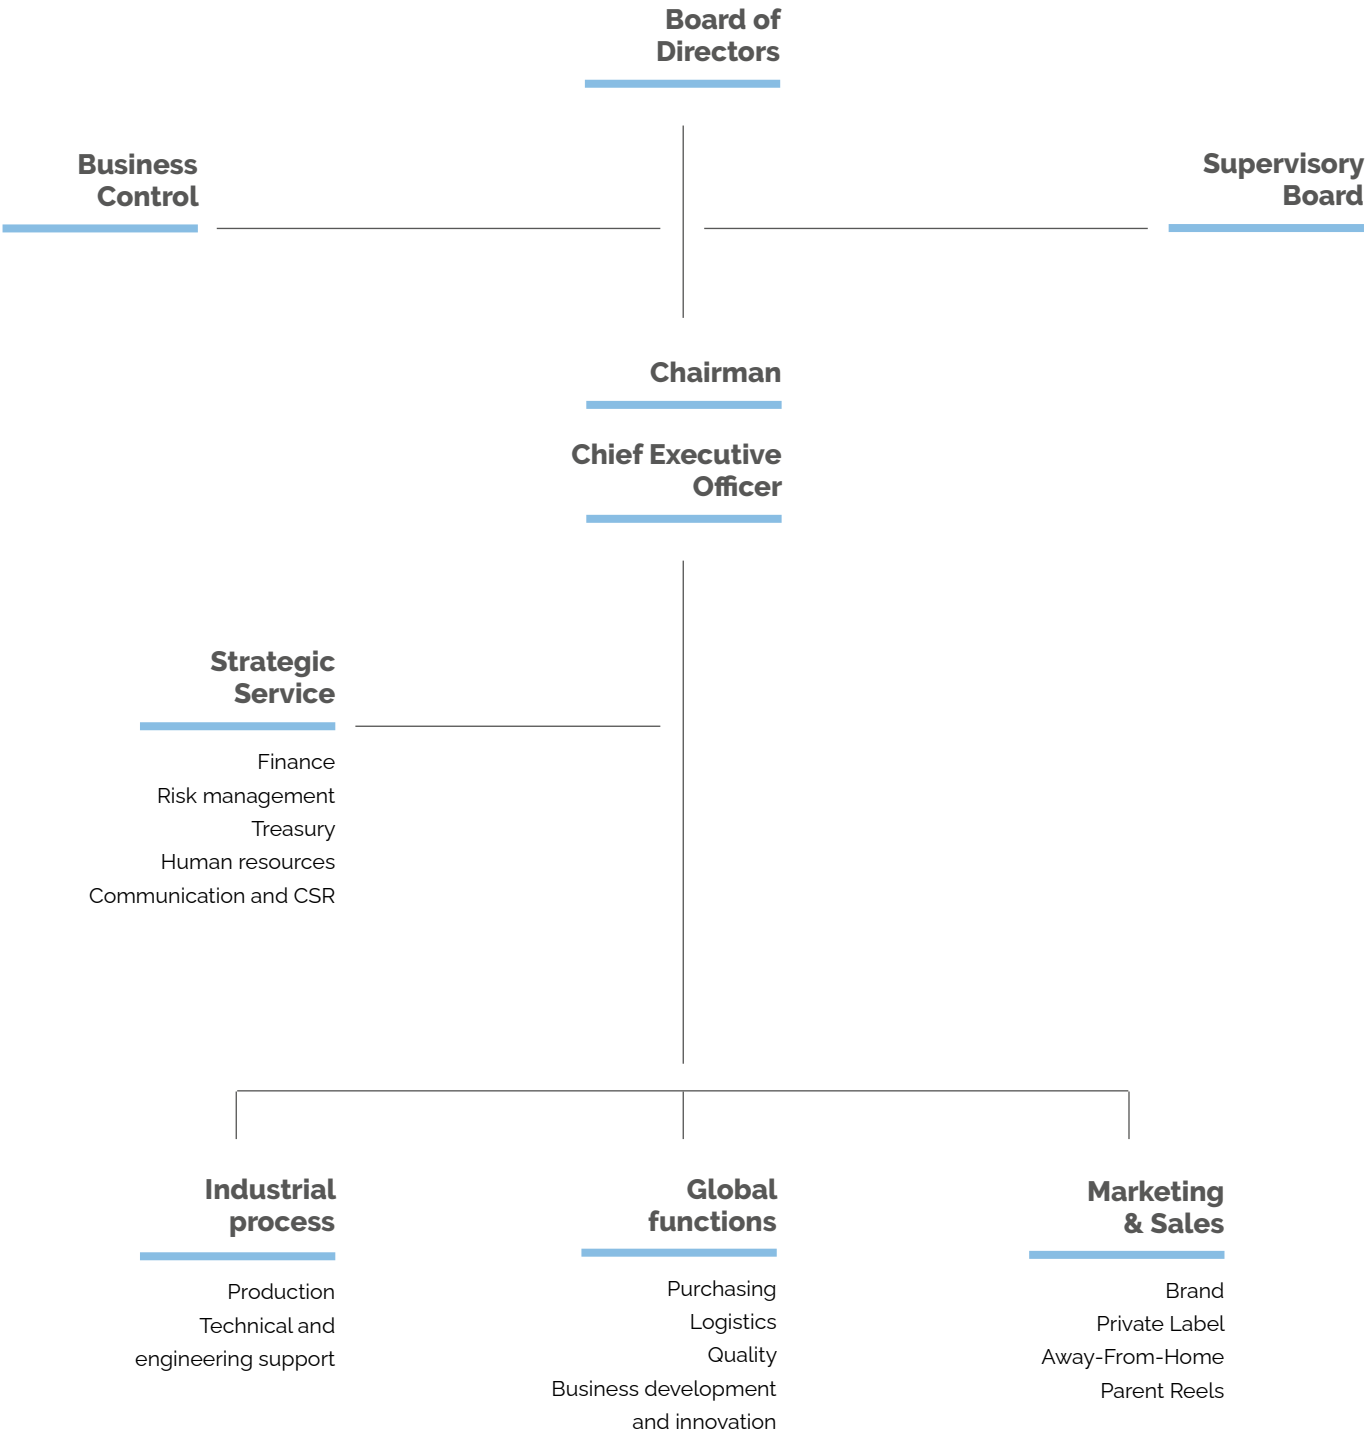 Board of
Directors
Business
Control
Supervisory
Board
Chairman
Chief Executive
Officer
Strategic
Service
Finance
Risk management
Treasury
Human resources
Communication and CSR
Industrial
process
Production
Technical and
engineering support
Global
functions
Purchasing
Logistics
Quality
Business development
and innovation
Marketing
& Sales
Brand
Private Label
Away-From-Home
Parent Reels